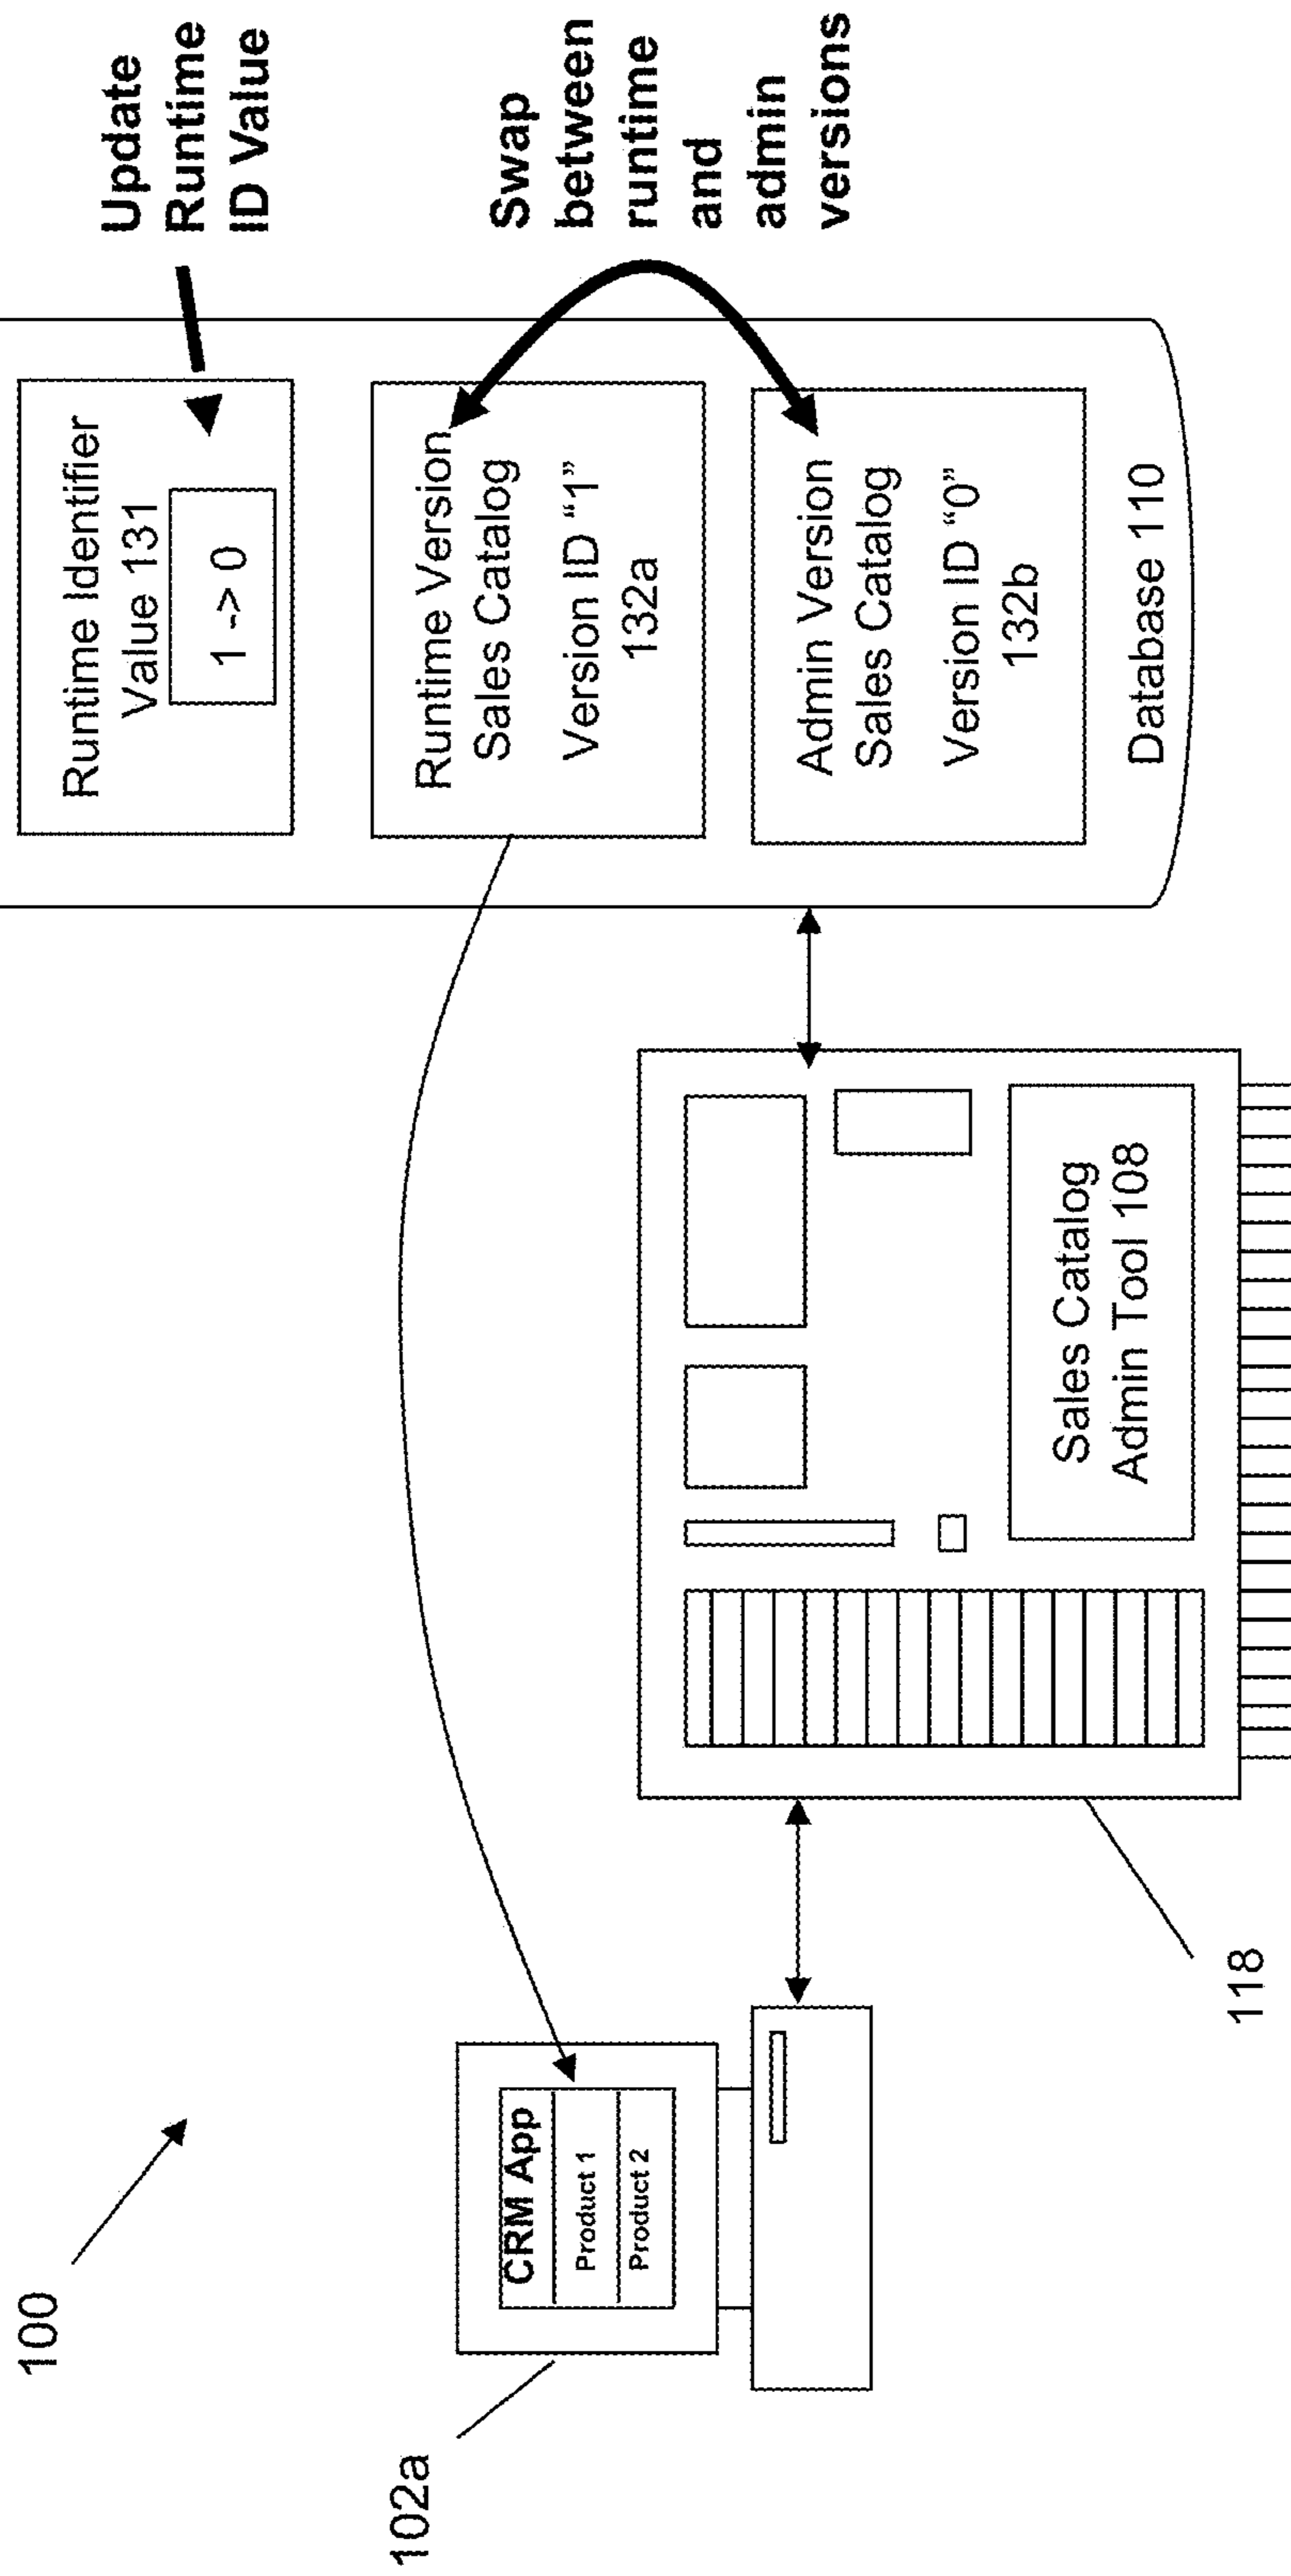 100
102a
CRM App
Product 1
Product 2
118
Sales Catalog
Admin Tool 108
Runtime Identifier
Value 131
1 -> 0
Runtime Version
Sales Catalog
Version ID “1”
132a
Admin Version
Sales Catalog
Version ID “0”
132b
Database 110
Update
Runtime
ID Value
Swap
between
runtime
and
admin
versions